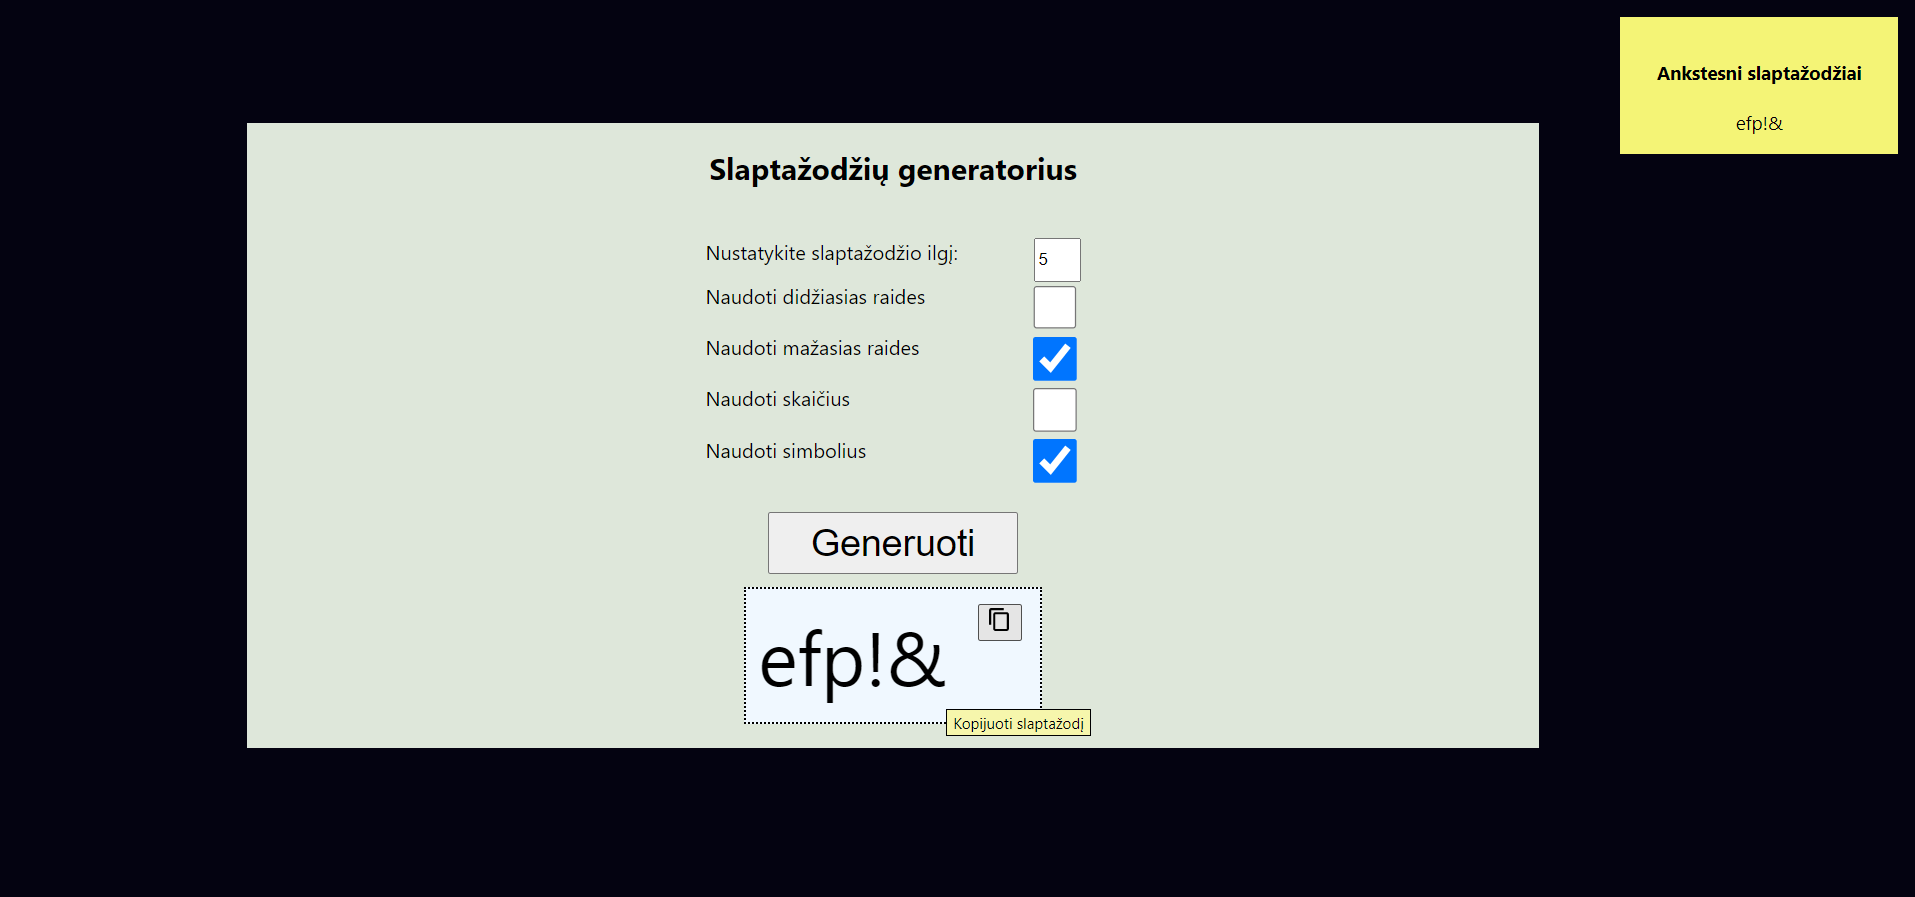 Ankstesni slaptažodžiai
efp!&
Slaptažodžių generatorius
Nustatykite slaptažodžio ilgį:
5
Naudoti didžiasias raides
Naudoti mažasias raides
Naudoti skaičius
Naudoti simbolius
Generuoti
efp!&
Kopijuoti slaptažodį